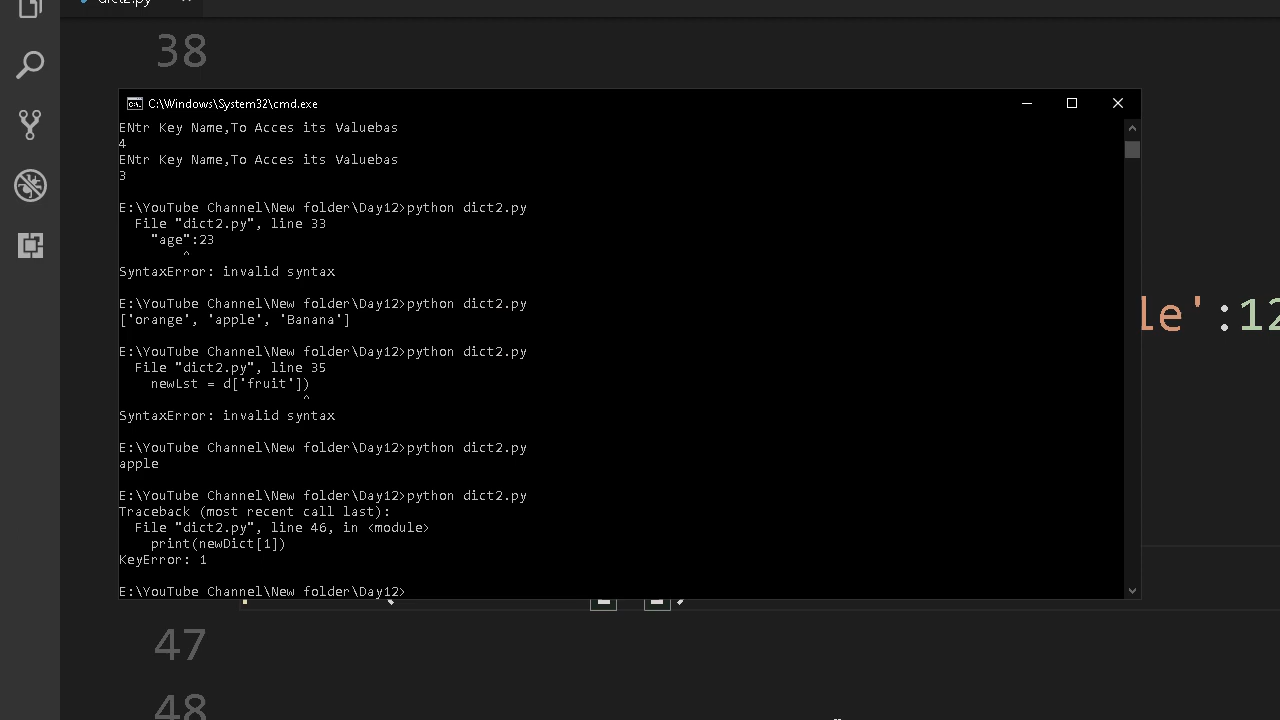 dict2.py
38
C:\Windows\System32\cmd.exe
ENtr Key Name,To Acces its Valuebas
4
ENtr Key Name,To Acces its Valuebas
3
E:\YouTube Channel\New folder\Day12>python dict2.py
File "dict2.py", line 33
"age":23
^
SyntaxError: invalid syntax
E:\YouTube Channel\New folder\Day12>python dict2.py
['orange', 'apple', 'Banana']
E:\YouTube Channel\New folder\Day12>python dict2.py
File "dict2.py", line 35
newLst = d['fruit'])
^
SyntaxError: invalid syntax
E:\YouTube Channel\New folder\Day12>python dict2.py
apple
E:\YouTube Channel\New folder\Day12>python dict2.py
Traceback (most recent call last):
File "dict2.py", line 46, in <module>
print(newDict[1])
KeyError: 1
E:\YouTube Channel\New folder\Day12>
le':12
47
48